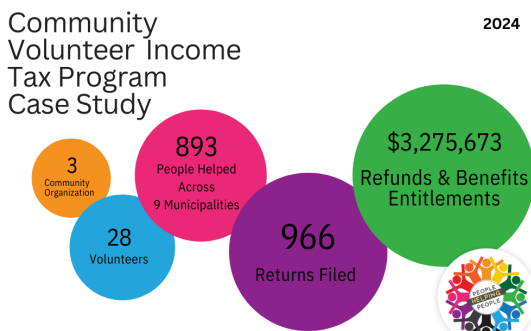 Community
Volunteer Income
Tax Program
Case Study
2024
3
Community
Organization
28
Volunteers
893
People Helped
Across
9 Municipalities
966
Returns Filed
$3,275,673
Refunds & Benefits
Entitlements
PEOPLE
HELPING
PEOPLE